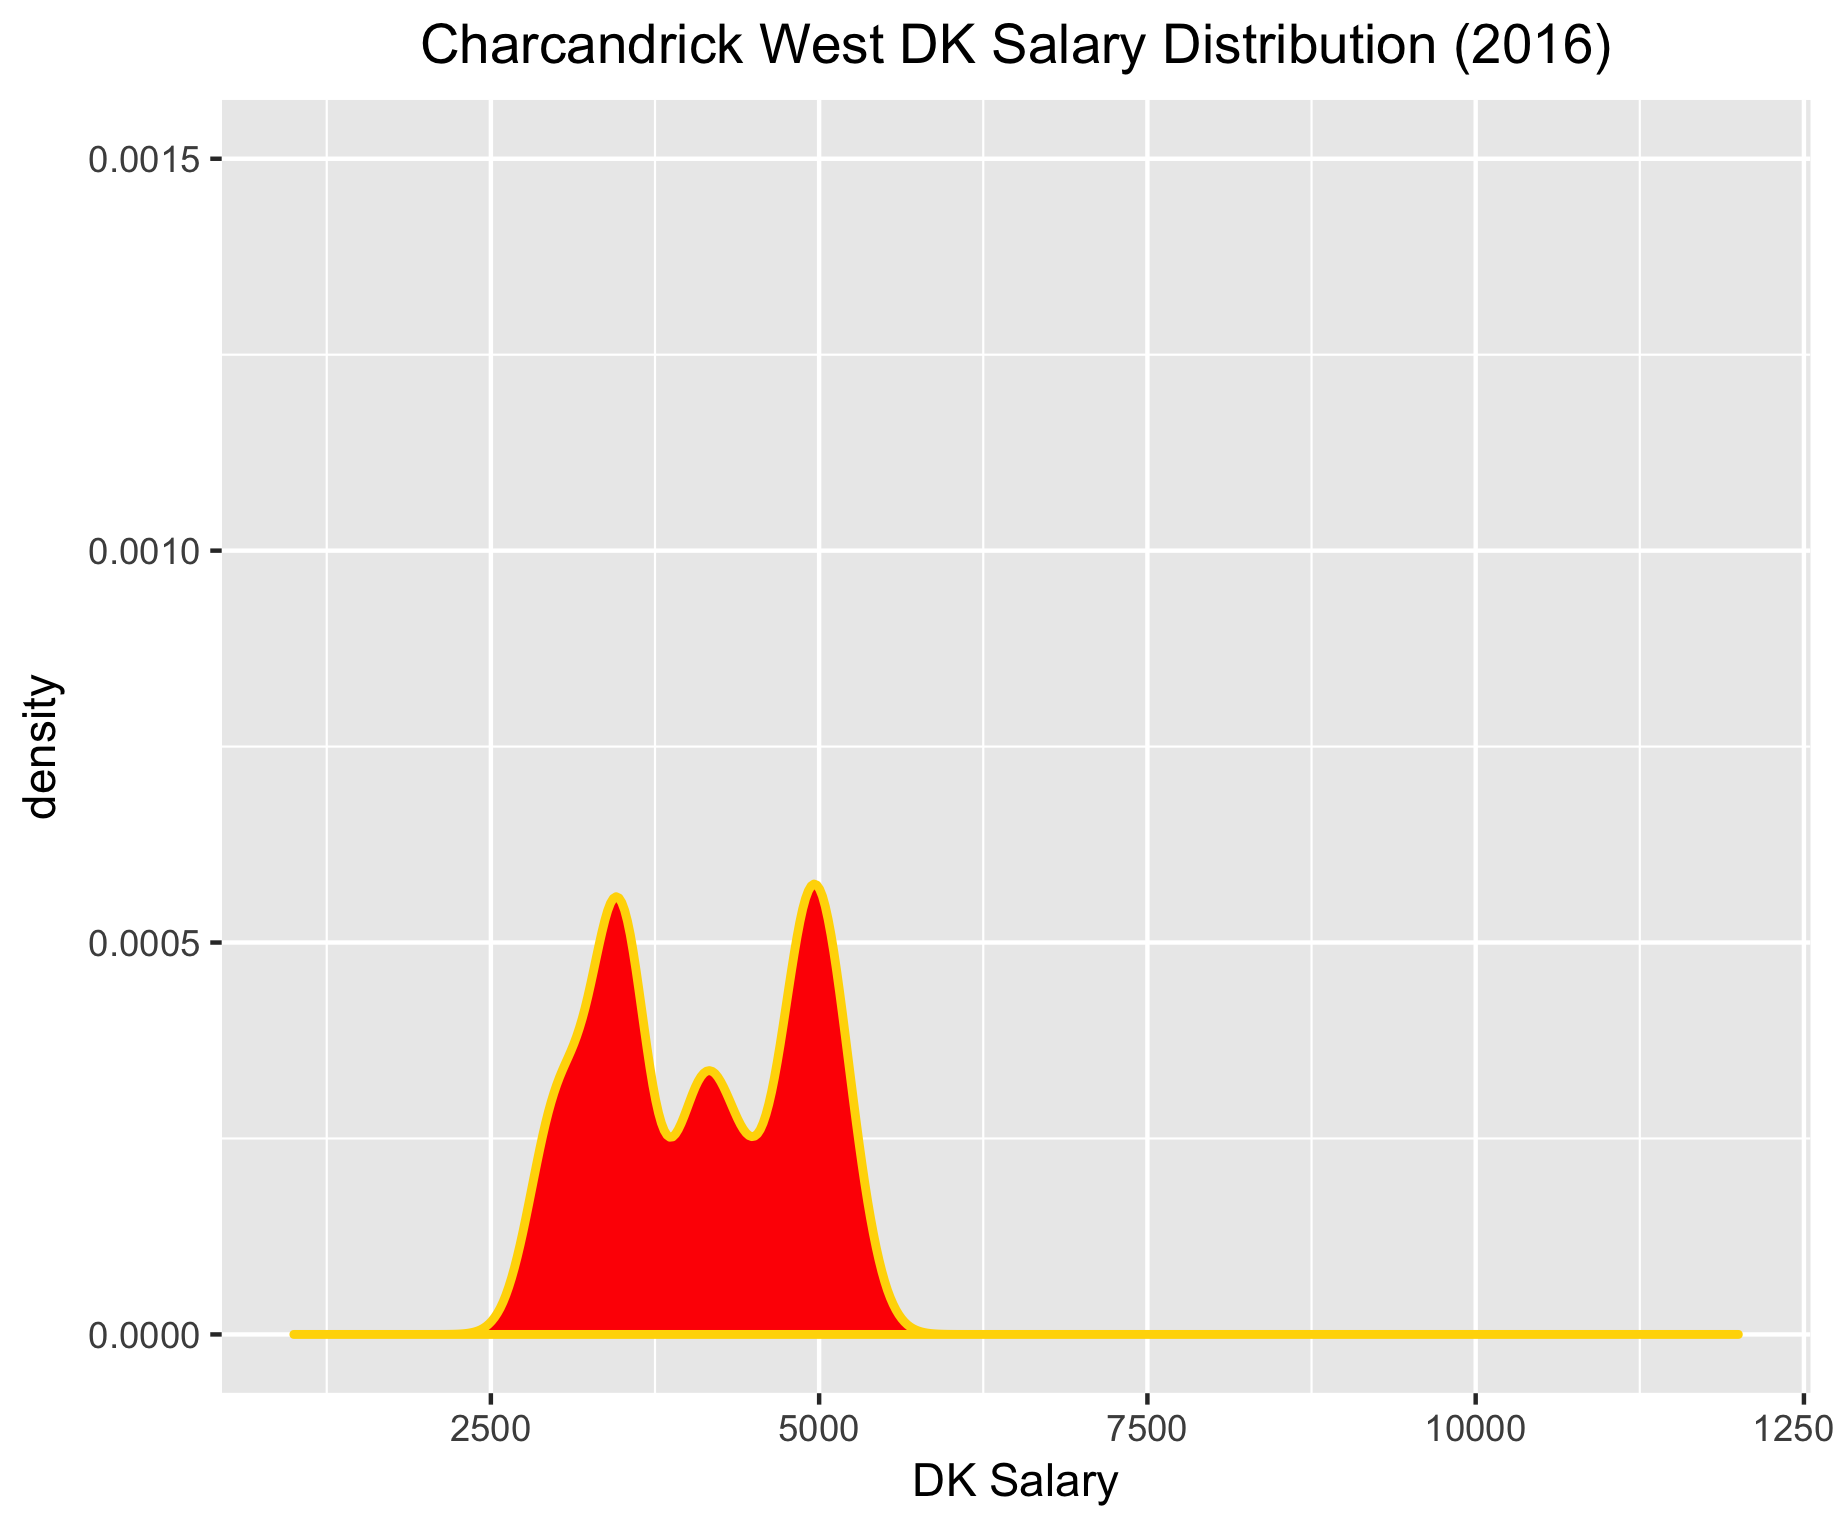 Charcandrick West DK Salary Distribution (2016)
0.0015
0.0010
0.0005
0.0000
density
2500 5000 7500 10000 1250
DK Salary